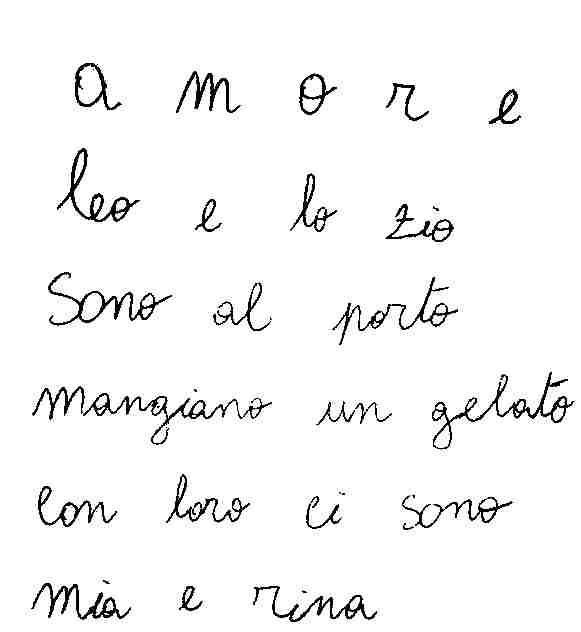 a m o r e
leo e lo zio
Sono al porto
mangiano un gelato
con loro ci sono
mia e rina